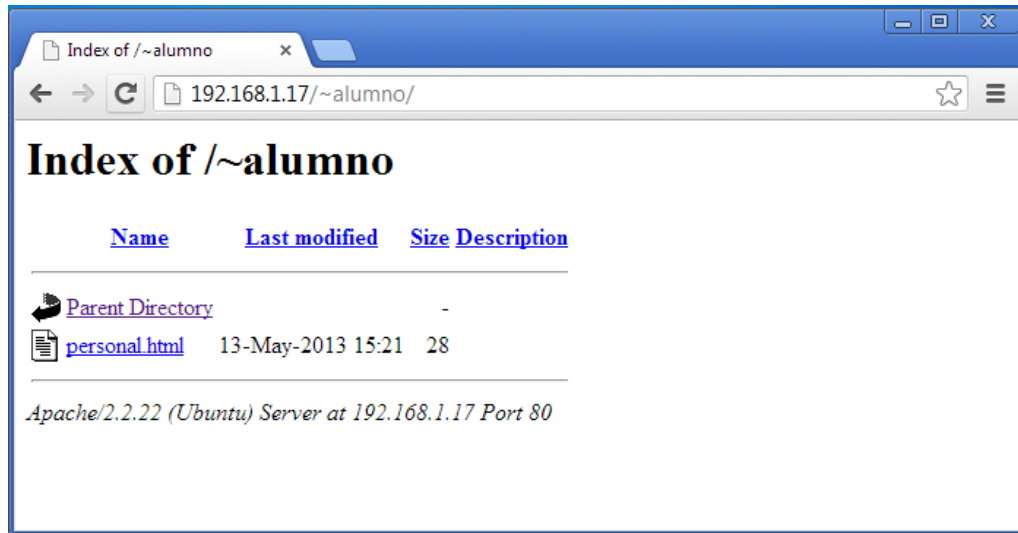 Index of /~alumno
192.168.1.17/~alumno/
Index of /~alumno
Name Last modified Size Description
Parent Directory -
personal.html 13-May-2013 15:21 28
Apache/2.2.22 (Ubuntu) Server at 192.168.1.17 Port 80